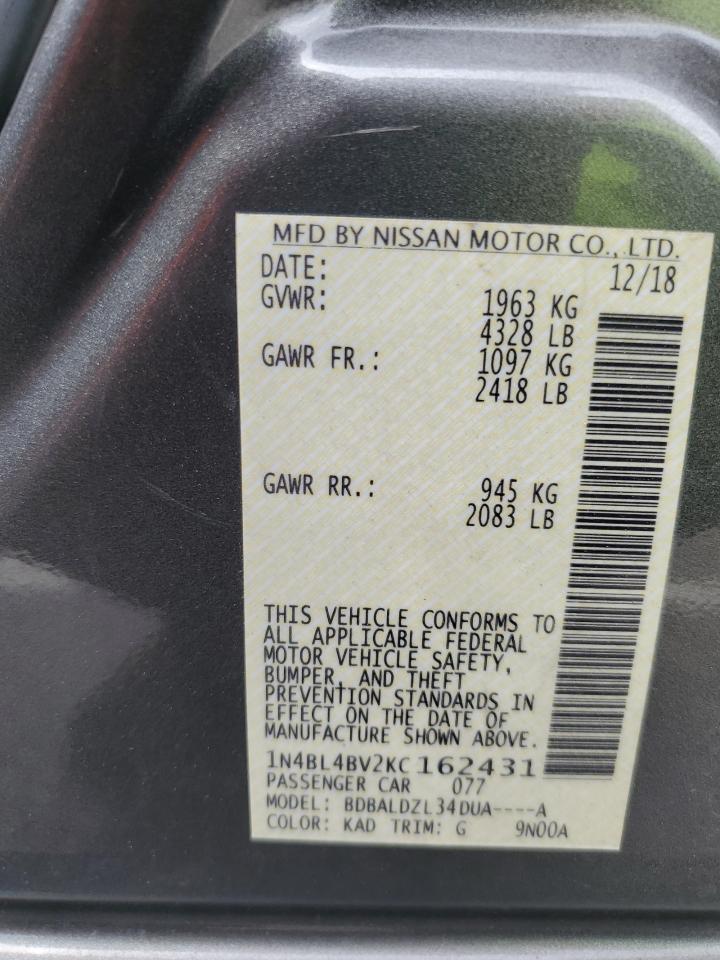 MFD BY NISSAN MOTOR CO., LTD.
DATE: 12/18
GVWR: 1963 KG
4328 LB
GAWR FR.: 1097 KG
2418 LB
GAWR RR.: 945 KG
2083 LB
THIS VEHICLE CONFORMS TO
ALL APPLICABLE FEDERAL
MOTOR VEHICLE SAFETY,
BUMPER, AND THEFT
PREVENTION STANDARDS IN
EFFECT ON THE DATE OF
MANUFACTURE SHOWN ABOVE.
1N4BL4BV2KC162431
PASSENGER CAR 077
MODEL: BDBALDZL34DUA----A
COLOR: KAD TRIM: G 9N00A